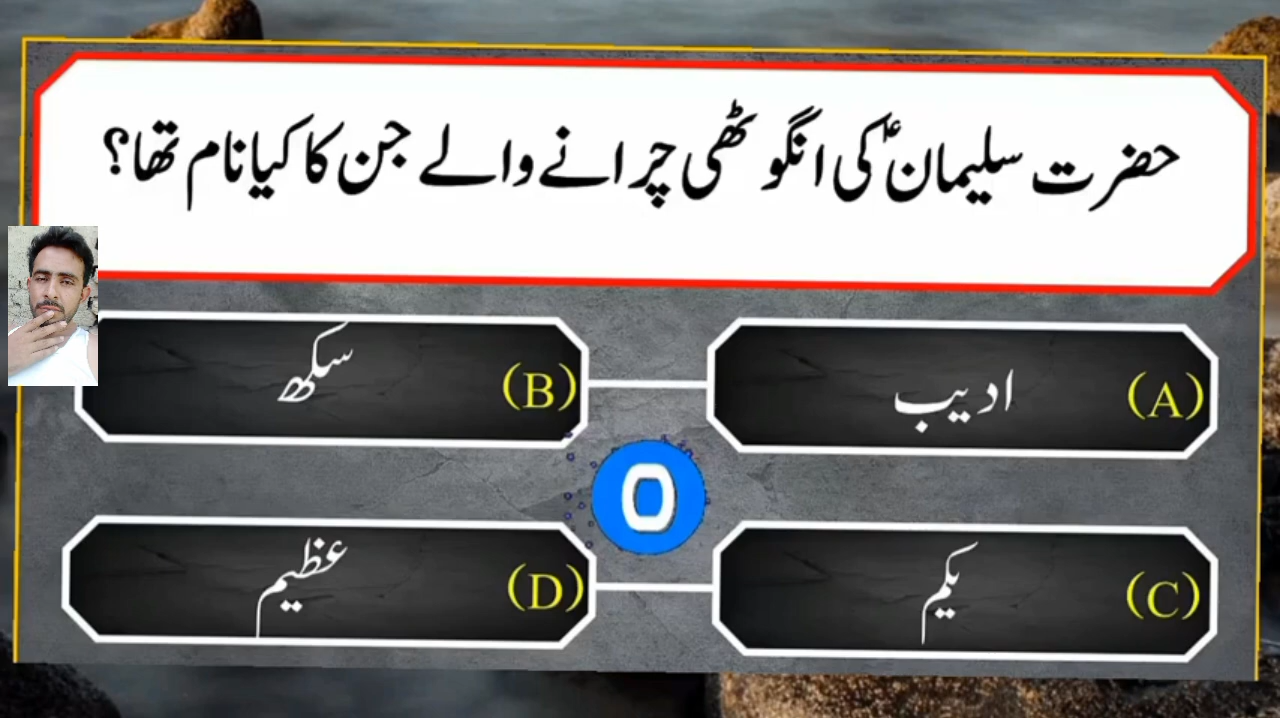 حضرت سلیمانؑ کی انگوٹھی چرانے والے جن کا کیا نام تھا؟
(A) ادیب
(B) سکھ
(C) یکم
(D) عظیم
0